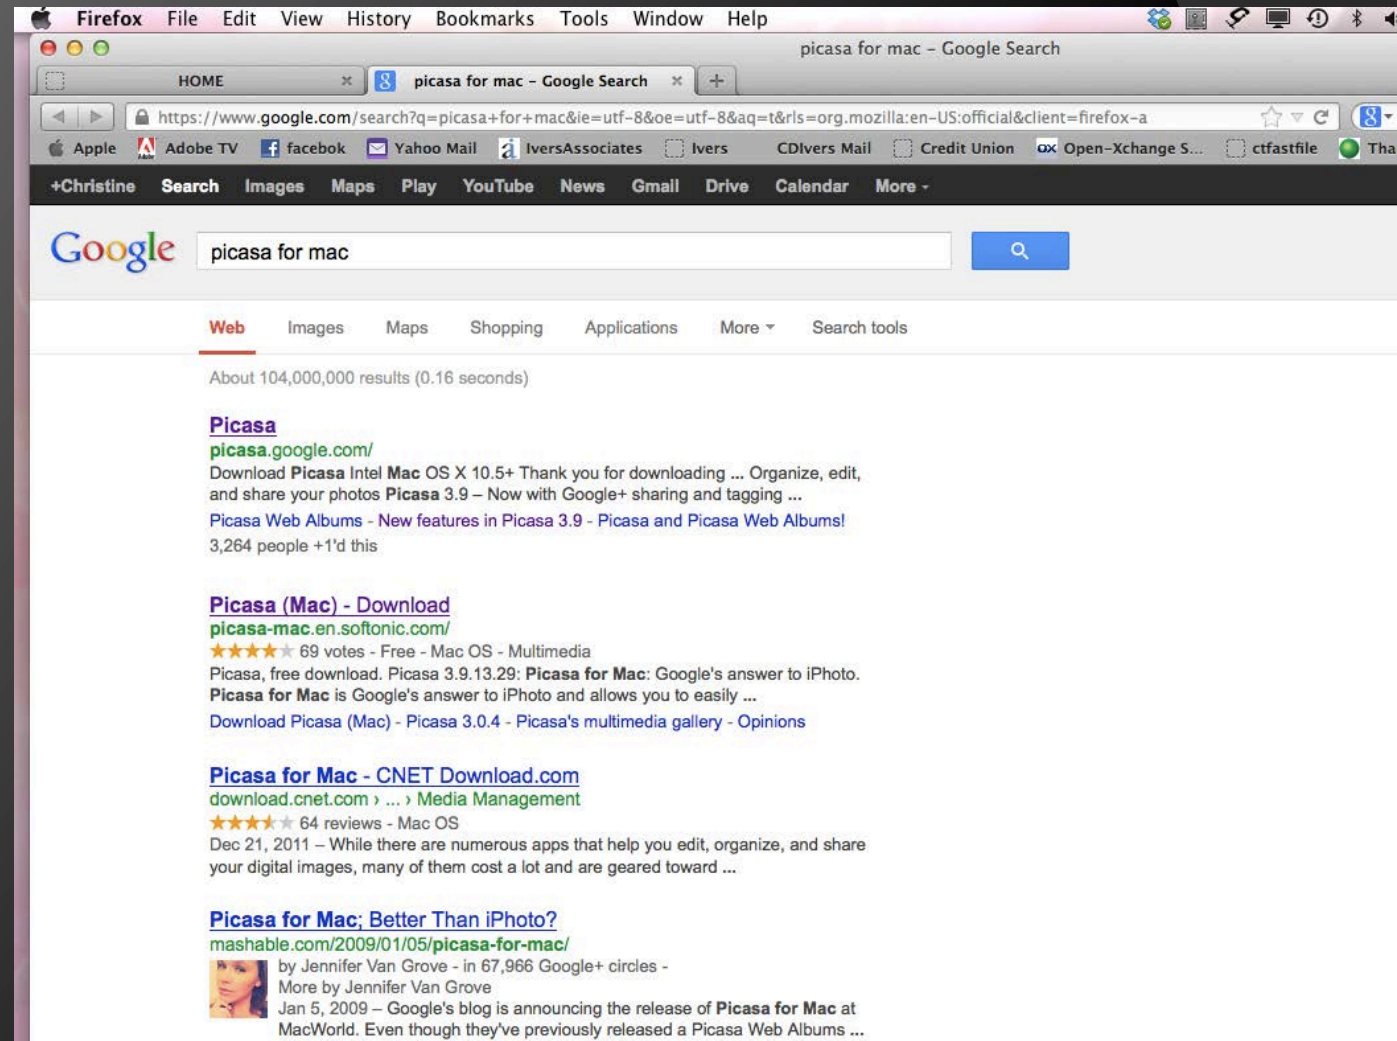 Firefox File Edit View History Bookmarks Tools Window Help
picasa for mac – Google Search
HOME
picasa for mac – Google Search
https://www.google.com/search?q=picasa+for+mac&ie=utf-8&oe=utf-8&aq=t&rls=org.mozilla:en-US:official&client=firefox-a
Apple Adobe TV facebok Yahoo Mail IversAssociates Ivers CDIvers Mail Credit Union Open-Xchange S... ctfastfile Tha
+Christine Search Images Maps Play YouTube News Gmail Drive Calendar More
Google picasa for mac
Web Images Maps Shopping Applications More Search tools
About 104,000,000 results (0.16 seconds)
Picasa
picasa.google.com/
Download Picasa Intel Mac OS X 10.5+ Thank you for downloading ... Organize, edit,
and share your photos Picasa 3.9 – Now with Google+ sharing and tagging ...
Picasa Web Albums - New features in Picasa 3.9 - Picasa and Picasa Web Albums!
3,264 people +1'd this
Picasa (Mac) - Download
picasa-mac.en.softonic.com/
★★★★★ 69 votes - Free - Mac OS - Multimedia
Picasa, free download. Picasa 3.9.13.29: Picasa for Mac: Google's answer to iPhoto.
Picasa for Mac is Google's answer to iPhoto and allows you to easily ...
Download Picasa (Mac) - Picasa 3.0.4 - Picasa's multimedia gallery - Opinions
Picasa for Mac - CNET Download.com
download.cnet.com › ... › Media Management
★★★★★ 64 reviews - Mac OS
Dec 21, 2011 – While there are numerous apps that help you edit, organize, and share
your digital images, many of them cost a lot and are geared toward ...
Picasa for Mac; Better Than iPhoto?
mashable.com/2009/01/05/picasa-for-mac/
by Jennifer Van Grove - in 67,966 Google+ circles -
More by Jennifer Van Grove
Jan 5, 2009 – Google's blog is announcing the release of Picasa for Mac at
MacWorld. Even though they've previously released a Picasa Web Albums ...